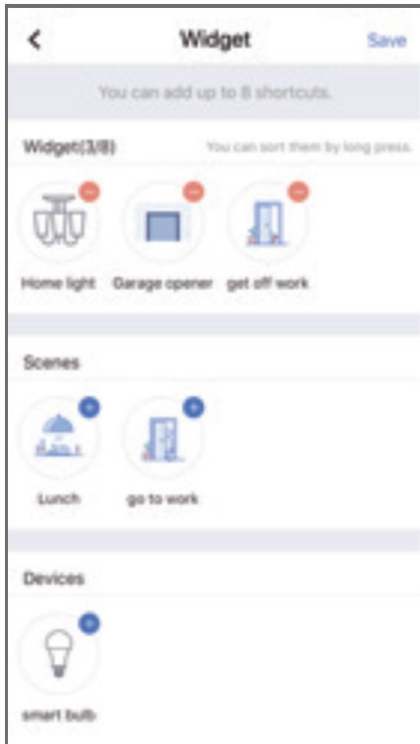 Widget
Save
You can add up to 8 shortcuts.
Widget(3/8)
You can sort them by long press.
Home light
Garage opener
get off work
Scenes
Lunch
go to work
Devices
smart bulb